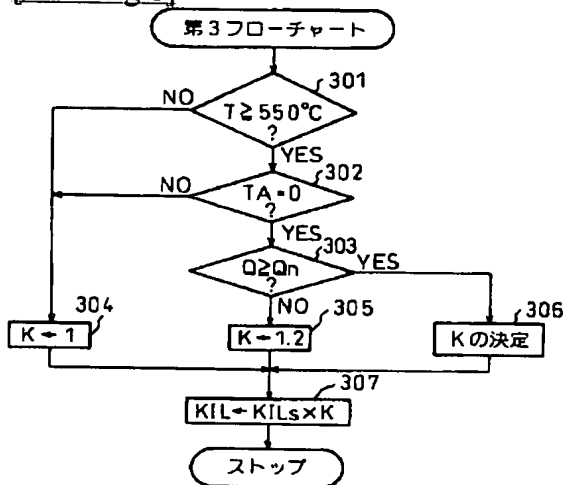 第3フローチャート
301
NO
T≧550℃
?
YES
302
NO
TA=0
?
YES
303
Q≧Qn
YES
?
NO
304
305
306
K←1
K←1.2
Kの決定
307
KIL←KILs×K
ストップ